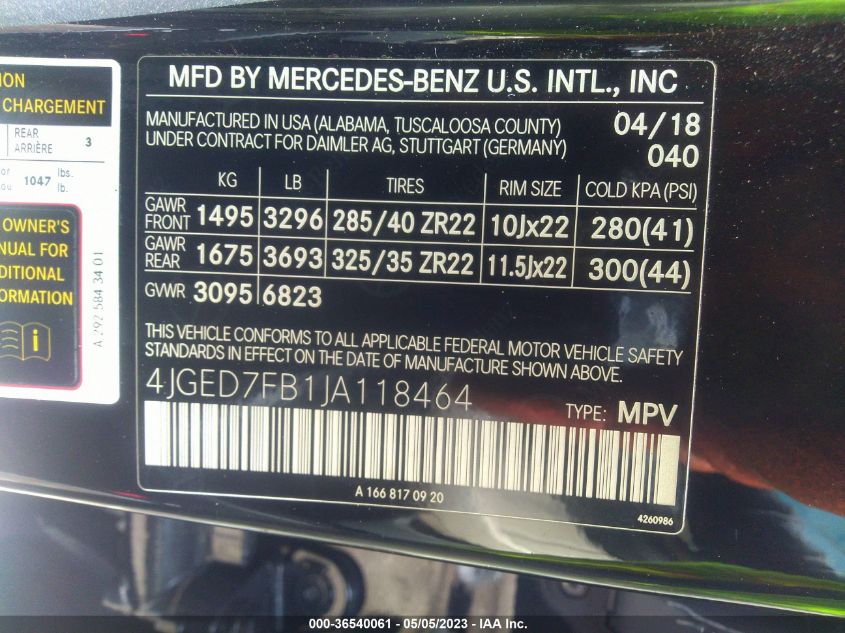 ION
CHARGEMENT
REAR
ARRIÈRE 3
or 1047 lbs.
ou lb.
OWNER'S
NUAL FOR
DITIONAL
ORMATION
i
A 292 584 34 01
MFD BY MERCEDES-BENZ U.S. INTL., INC
MANUFACTURED IN USA (ALABAMA, TUSCALOOSA COUNTY) 04/18
UNDER CONTRACT FOR DAIMLER AG, STUTTGART (GERMANY) 040
KG LB TIRES RIM SIZE COLD KPA (PSI)
GAWR FRONT 1495 3296 285/40 ZR22 10Jx22 280(41)
GAWR REAR 1675 3693 325/35 ZR22 11.5Jx22 300(44)
GVWR 3095 6823
THIS VEHICLE CONFORMS TO ALL APPLICABLE FEDERAL MOTOR VEHICLE SAFETY
STANDARDS IN EFFECT ON THE DATE OF MANUFACTURE SHOWN ABOVE.
4JGED7FB1JA118464 TYPE: MPV
A 166 817 09 20
4260986
000-36540061 / 05/05/2023 - IAA Inc.